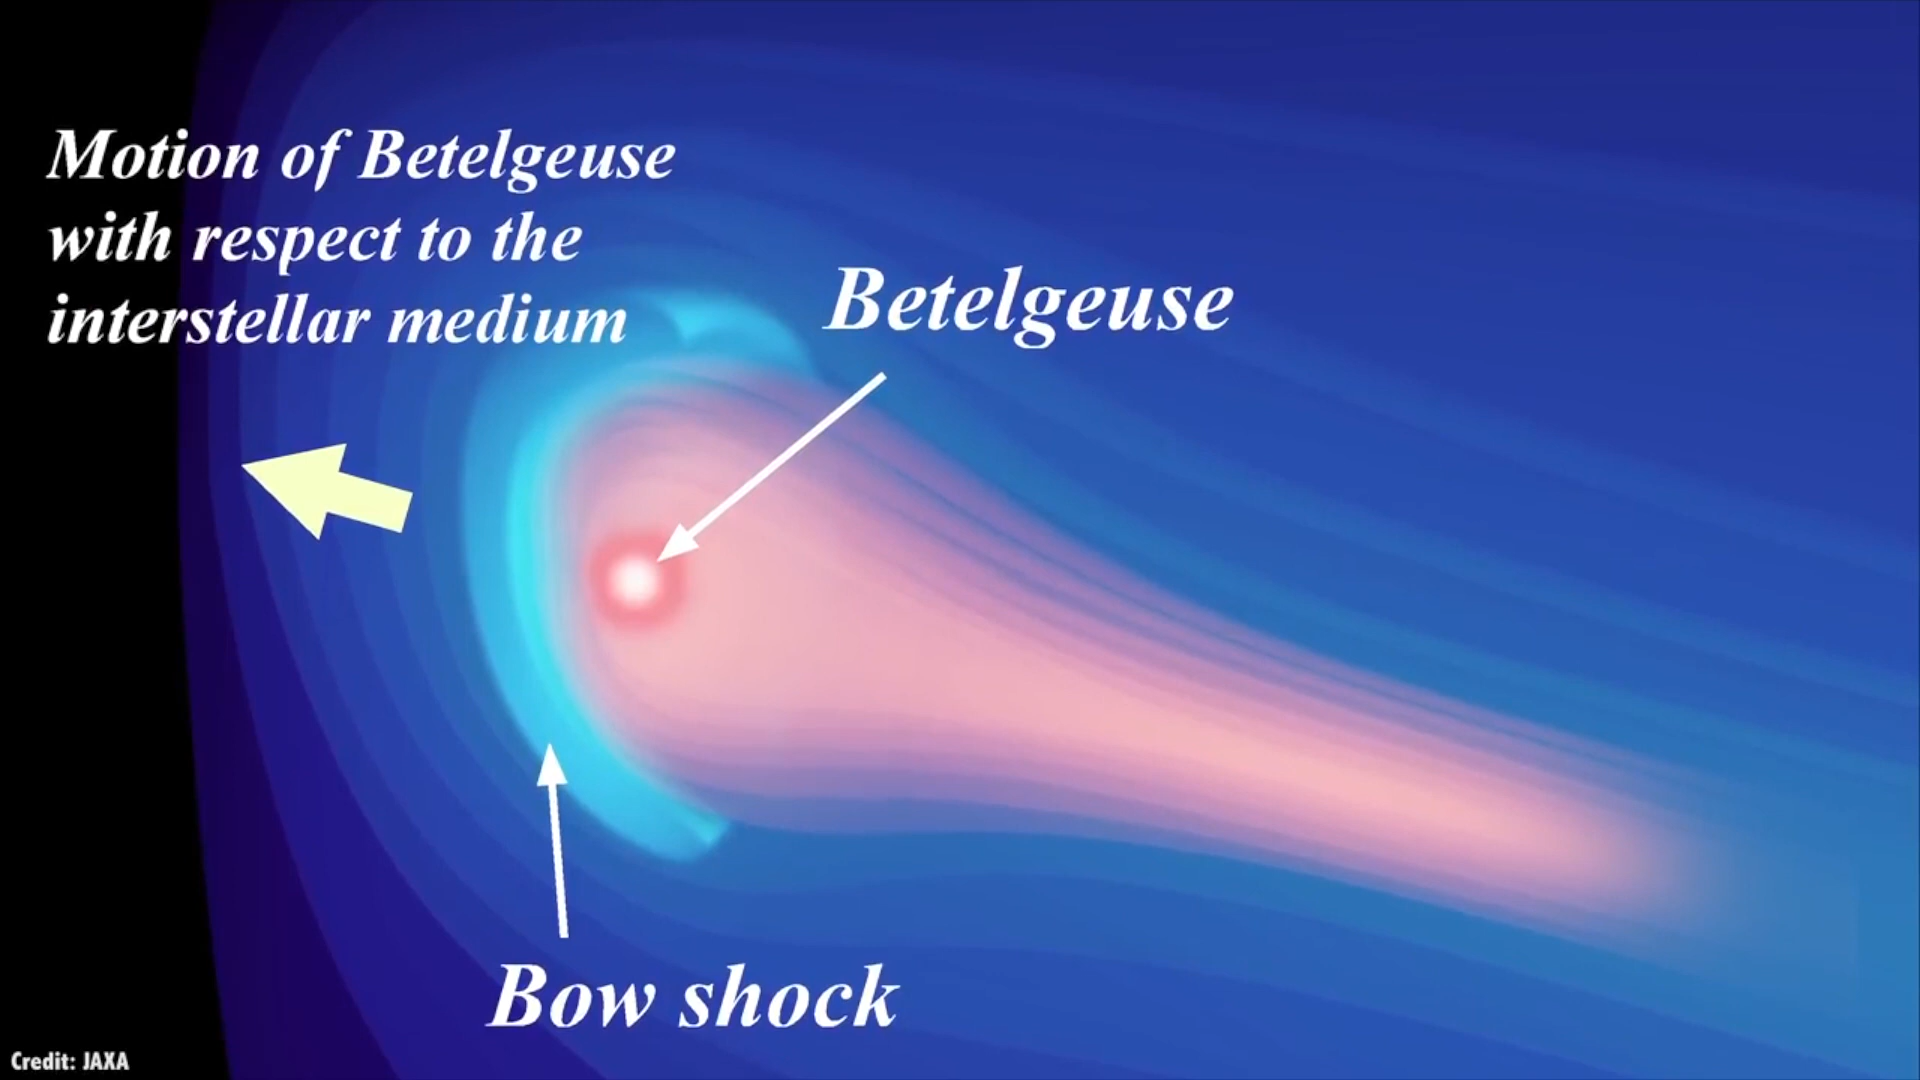 Motion of Betelgeuse
with respect to the
interstellar medium
Betelgeuse
Bow shock
Credit: JAXA